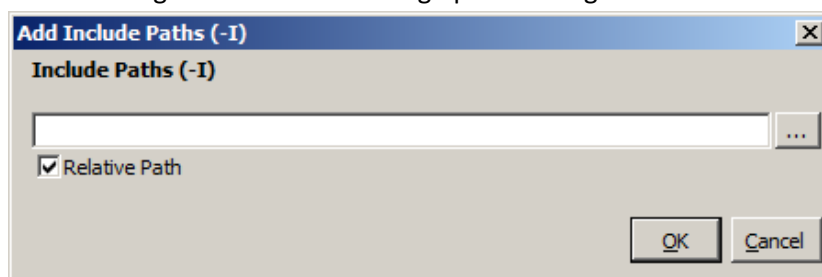 Add Include Paths (-I)
Include Paths (-I)
...
Relative Path
OK Cancel